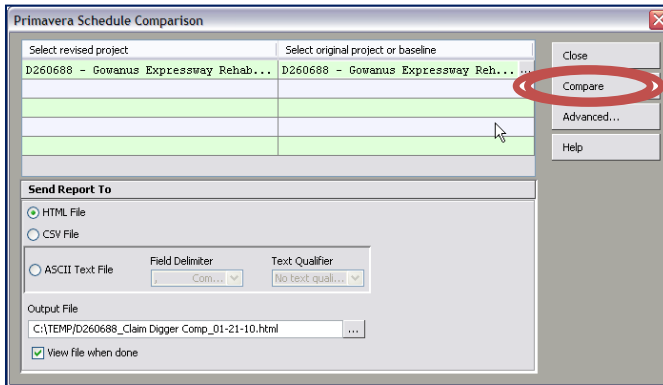 Primavera Schedule Comparison
Select revised project Select original project or baseline
D260688 - Gowanus Expressway Rehab... D260688 - Gowanus Expressway Reh... ...
Close
Compare
Advanced...
Help
Send Report To
HTML File
CSV File
ASCII Text File
Field Delimiter Text Qualifier
, Com... No text quali...
Output File
C:\TEMP/D260688_Claim Digger Comp_01-21-10.html ...
View file when done